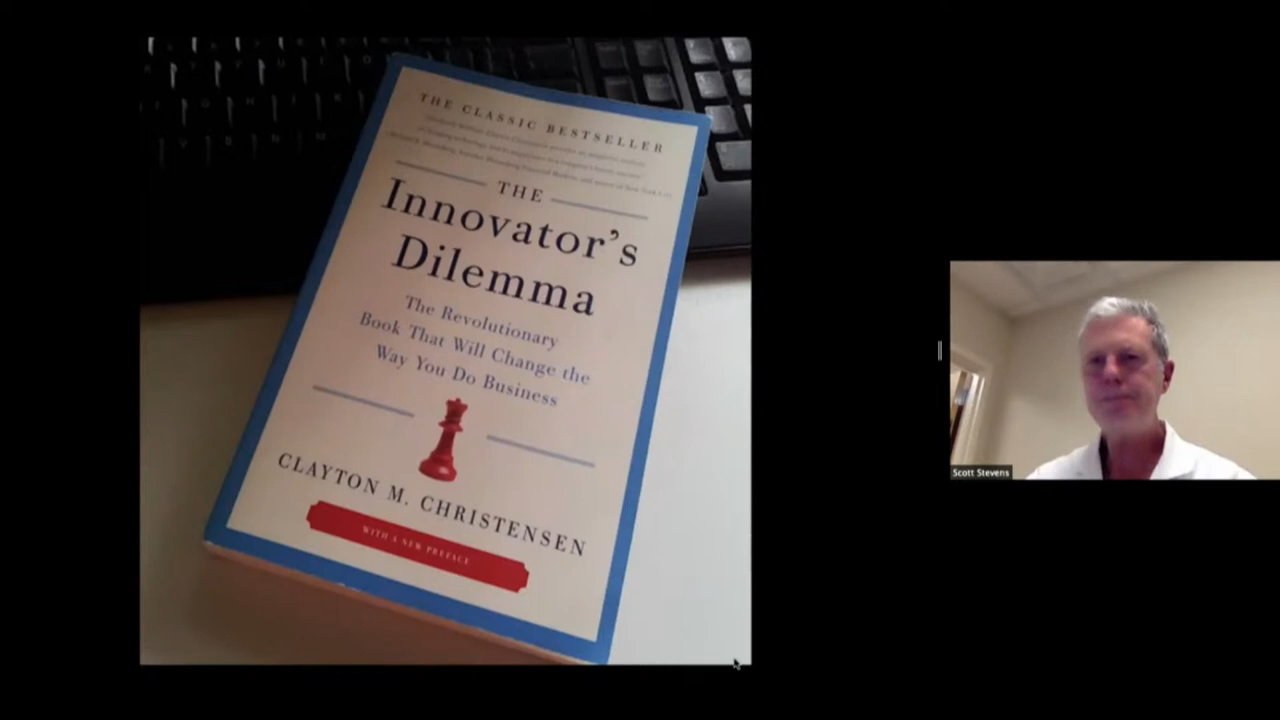 THE CLASSIC BESTSELLER
THE
Innovator's
Dilemma
The Revolutionary
Book That Will Change the
Way You Do Business
CLAYTON M. CHRISTENSEN
WITH A NEW PREFACE
Scott Stevens